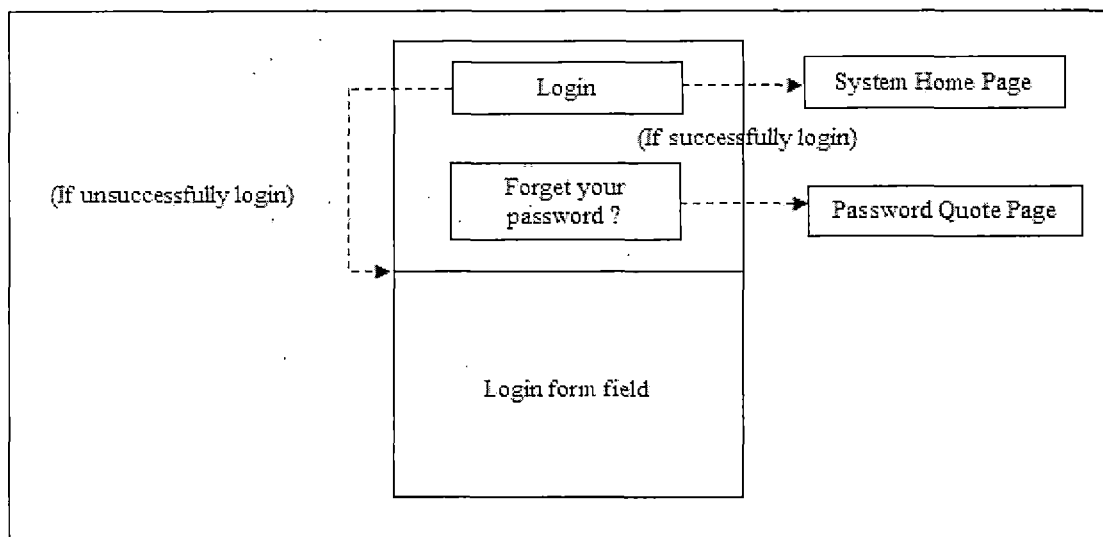 Login
System Home Page
(If successfully login)
(If unsuccessfully login)
Forget your
password ?
Password Quote Page
Login form field